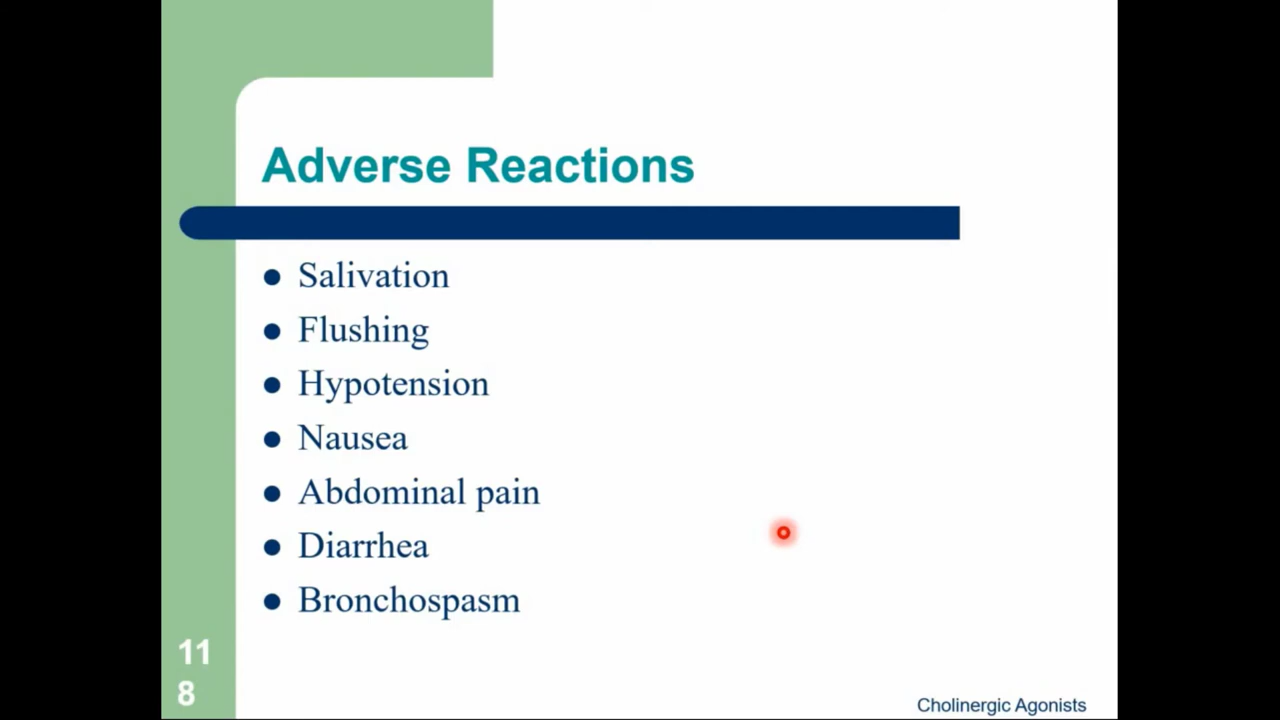 Adverse Reactions
Salivation
Flushing
Hypotension
Nausea
Abdominal pain
Diarrhea
Bronchospasm
11
8
Cholinergic Agonists